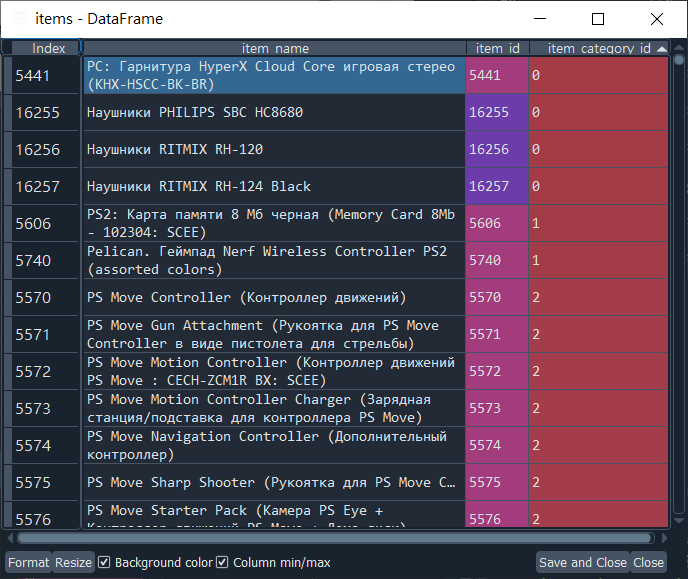 items - DataFrame
Index item_name item_id item_category_id
5441 PC: Гарнитура HyperX Cloud Core игровая стерео 5441 0
(KHX-HSCC-BK-BR)
16255 Наушники PHILIPS SBC HC8680 16255 0
16256 Наушники RITMIX RH-120 16256 0
16257 Наушники RITMIX RH-124 Black 16257 0
5606 PS2: Карта памяти 8 Мб черная (Memory Card 8Mb 5606 1
- 102304: SCEE)
5740 Pelican. Геймпад Nerf Wireless Controller PS2 5740 1
(assorted colors)
5570 PS Move Controller (Контроллер движений) 5570 2
5571 PS Move Gun Attachment (Рукоятка для PS Move 5571 2
Controller в виде пистолета для стрельбы)
5572 PS Move Motion Controller (Контроллер движений 5572 2
PS Move : CECH-ZCM1R BX: SCEE)
5573 PS Move Motion Controller Charger (Зарядная 5573 2
станция/подставка для контроллера PS Move)
5574 PS Move Navigation Controller (Дополнительный 5574 2
контроллер)
5575 PS Move Sharp Shooter (Рукоятка для PS Move C… 5575 2
5576 PS Move Starter Pack (Камера PS Eye + 5576 2
Контроллер движений PS Move + Демо диск)
Format Resize Background color Column min/max Save and Close Close